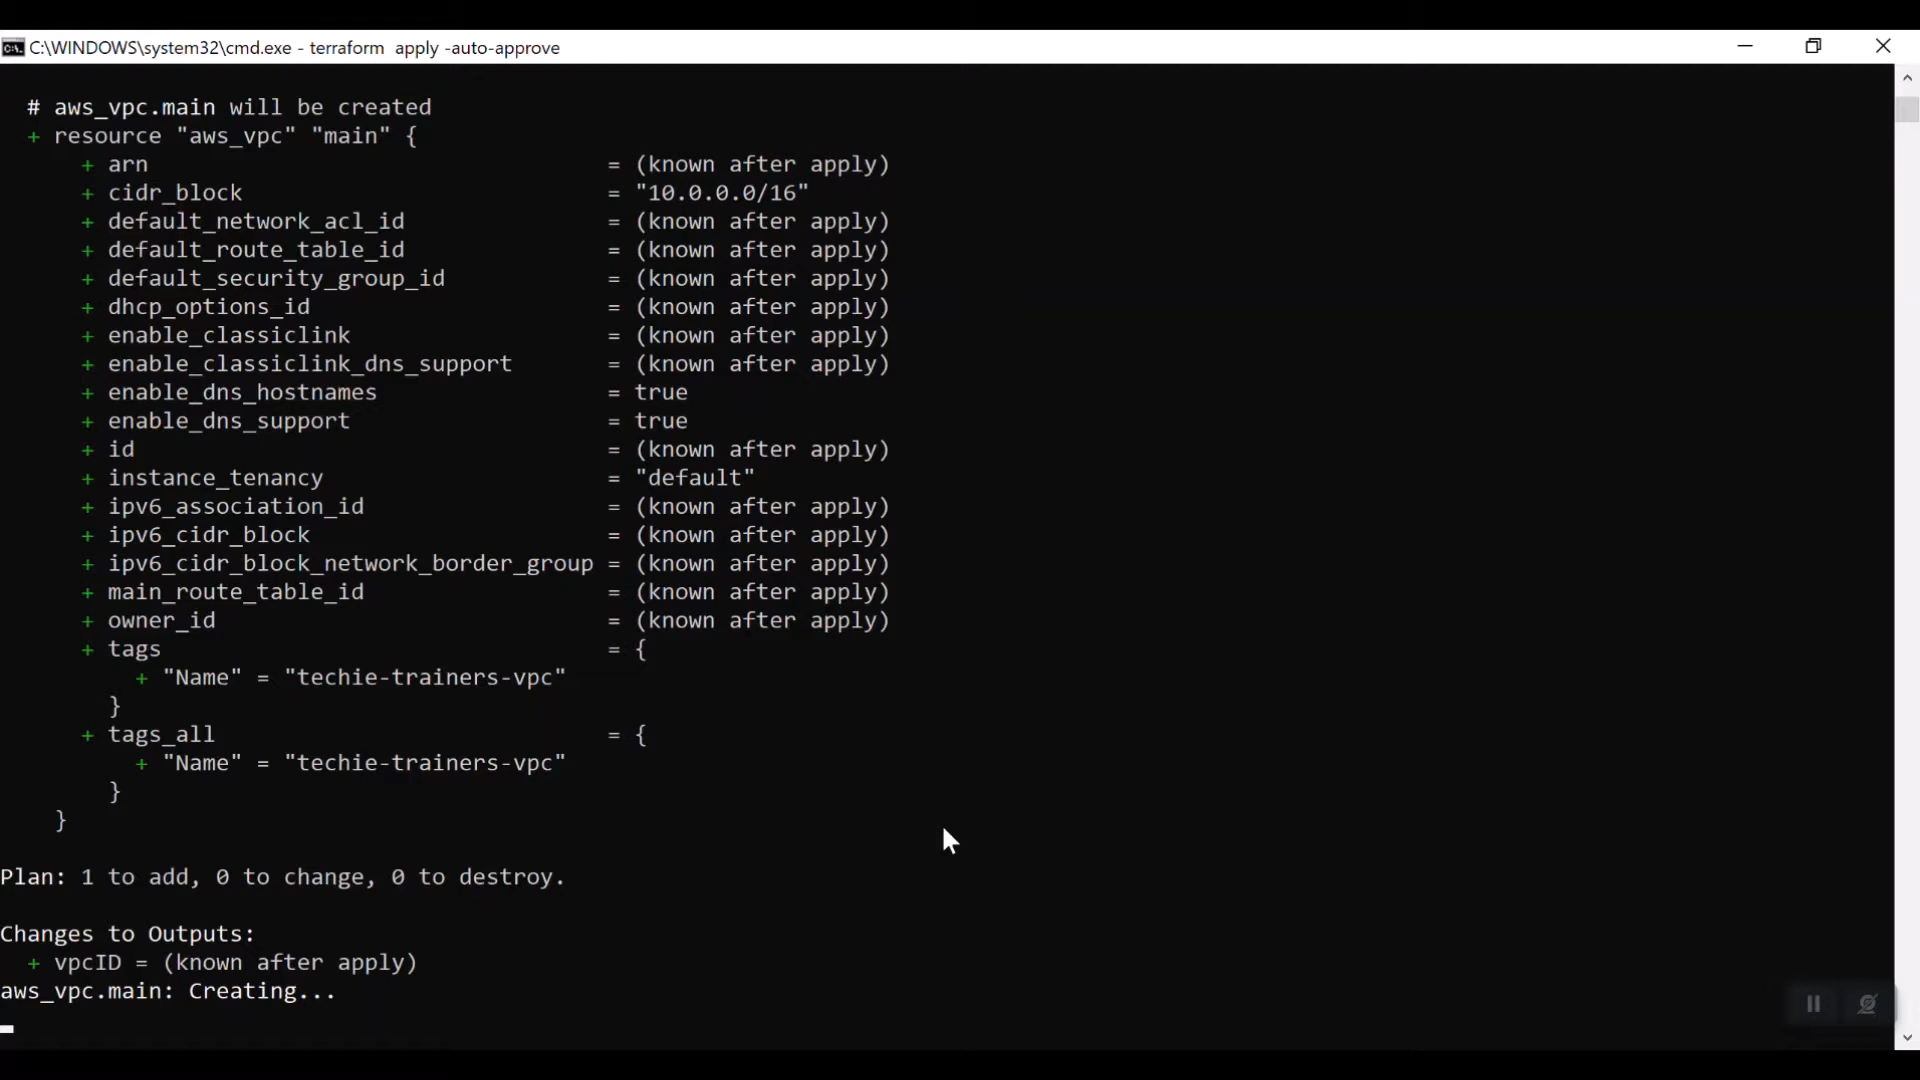 C:\WINDOWS\system32\cmd.exe - terraform  apply -auto-approve
# aws_vpc.main will be created
+ resource "aws_vpc" "main" {
+ arn = (known after apply)
+ cidr_block = "10.0.0.0/16"
+ default_network_acl_id = (known after apply)
+ default_route_table_id = (known after apply)
+ default_security_group_id = (known after apply)
+ dhcp_options_id = (known after apply)
+ enable_classiclink = (known after apply)
+ enable_classiclink_dns_support = (known after apply)
+ enable_dns_hostnames = true
+ enable_dns_support = true
+ id = (known after apply)
+ instance_tenancy = "default"
+ ipv6_association_id = (known after apply)
+ ipv6_cidr_block = (known after apply)
+ ipv6_cidr_block_network_border_group = (known after apply)
+ main_route_table_id = (known after apply)
+ owner_id = (known after apply)
+ tags = {
+ "Name" = "techie-trainers-vpc"
}
+ tags_all = {
+ "Name" = "techie-trainers-vpc"
}
}
Plan: 1 to add, 0 to change, 0 to destroy.
Changes to Outputs:
+ vpcID = (known after apply)
aws_vpc.main: Creating...